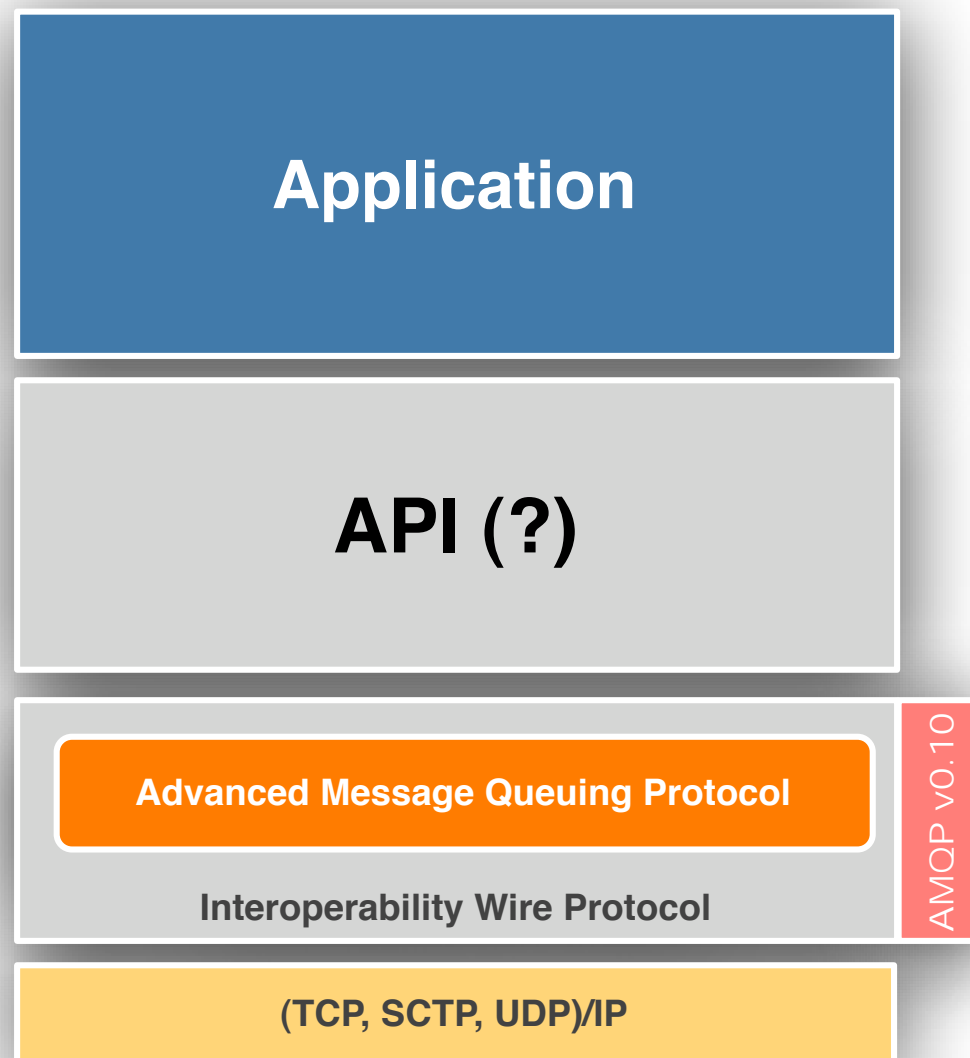 Application
API (?)
Advanced Message Queuing Protocol
Interoperability Wire Protocol
AMQP v0.10
(TCP, SCTP, UDP)/IP